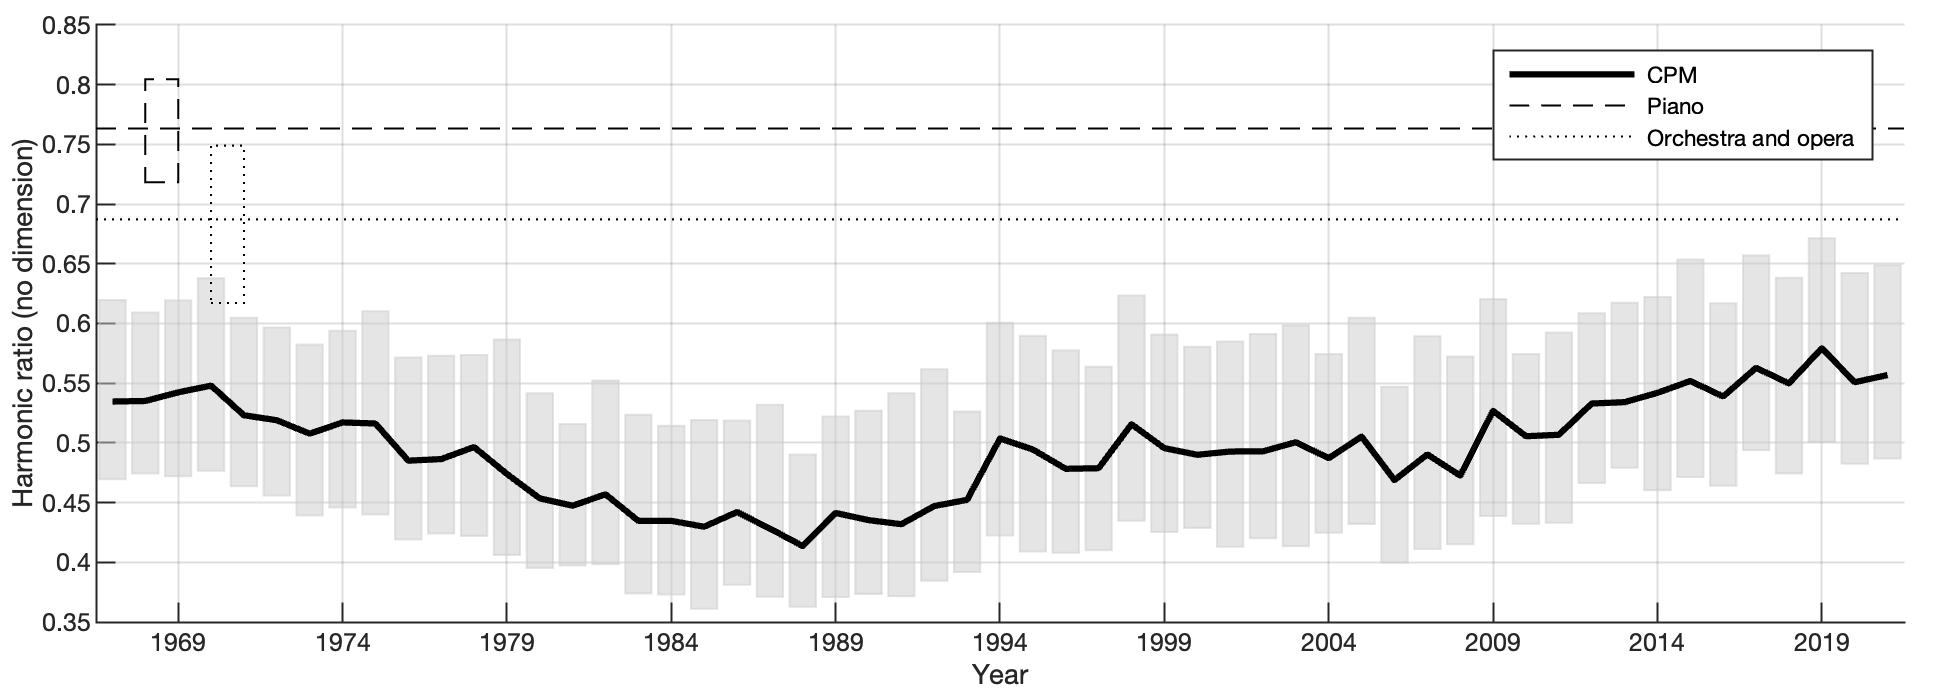 Harmonic ratio (no dimension)
0.85
0.8
0.75
0.7
0.65
0.6
0.55
0.5
0.45
0.4
0.35
CPM
Piano
Orchestra and opera
1969 1974 1979 1984 1989 1994 1999 2004 2009 2014 2019
Year